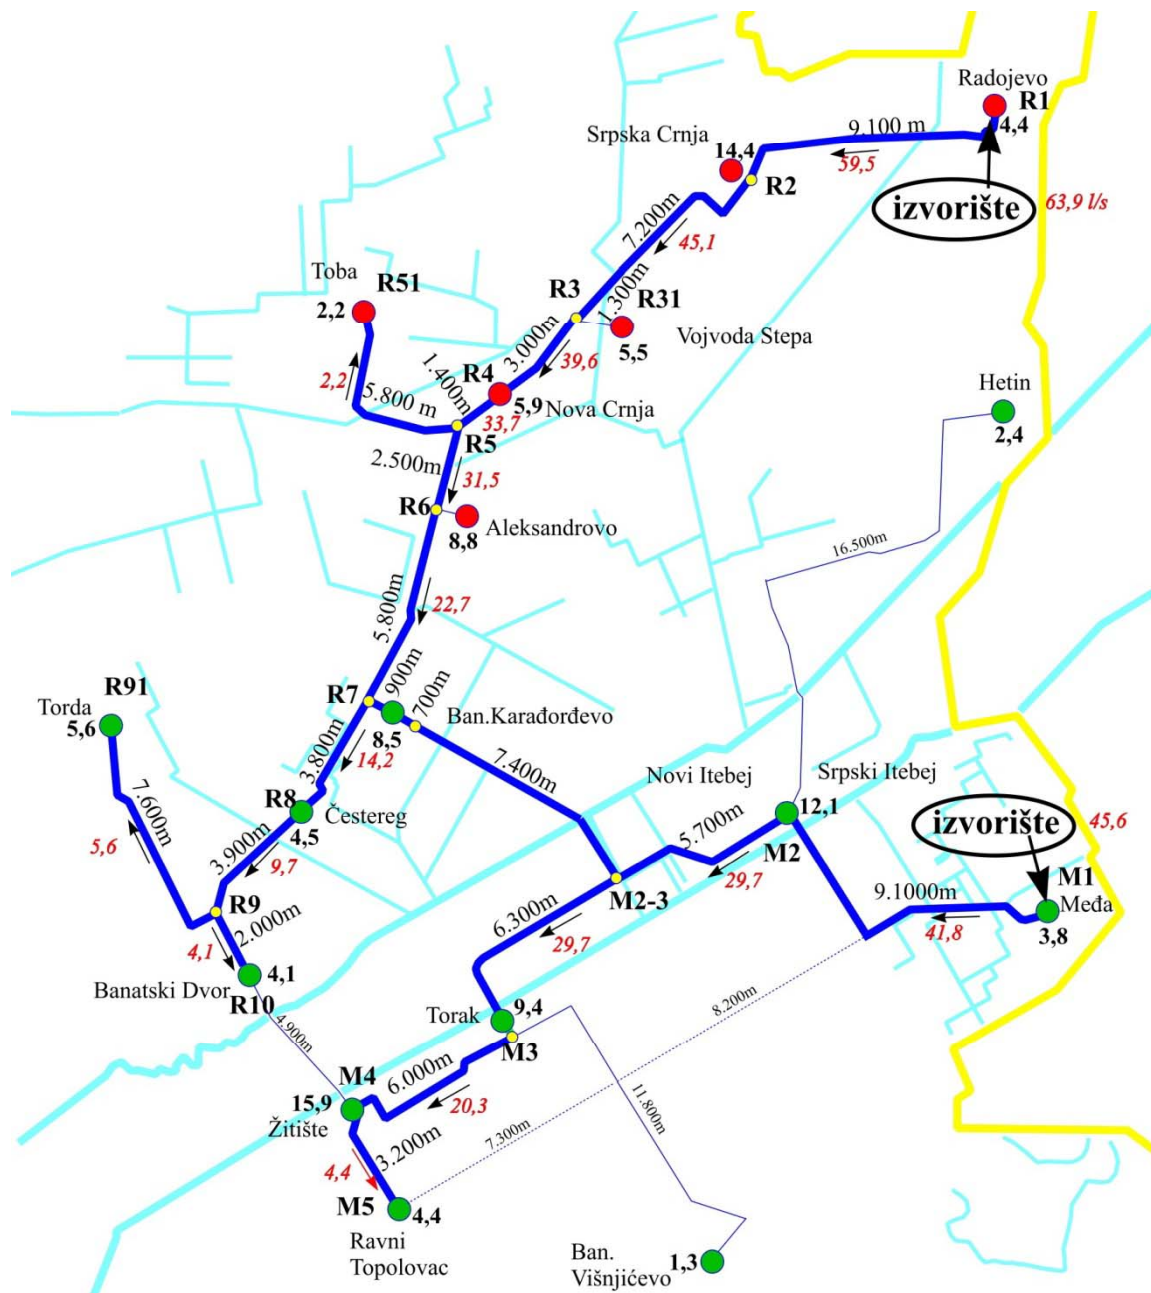 Radojevo
R1
4,4
9.100 m
59,5
Srpska Crnja
14,4
R2
izvorište
63,9 l/s
7.200m
45,1
Toba
R51
2,2
R3
1.300m
R31
5,5
Vojvoda Stepa
3.000m
39,6
R4
5,9
Nova Crnja
1.400m
33,7
2,2
5.800 m
R5
Hetin
2,4
2.500m
31,5
R6
Aleksandrovo
8,8
16.500m
5.800m
22,7
R7
900m
700m
Ban.Karađorđevo
8,5
R91
Torda
5,6
14,2
3.800m
7.400m
Novi Itebej
Srpski Itebej
7.600m
R8
Čestereg
4,5
5.700m
12,1
M2
izvorište
45,6
5,6
3.900m
9,7
29,7
9.1000m
M1
Međa
3,8
41,8
M2-3
R9
2.000m
4,1
6.300m
29,7
4,1
Banatski Dvor
R10
4.900m
Torak
9,4
M3
8.200m
M4
6.000m
15,9
Žitište
20,3
11.800m
7.300m
3.200m
4,4
M5
4,4
Ravni
Topolovac
Ban.
Višnjićevo
1,3